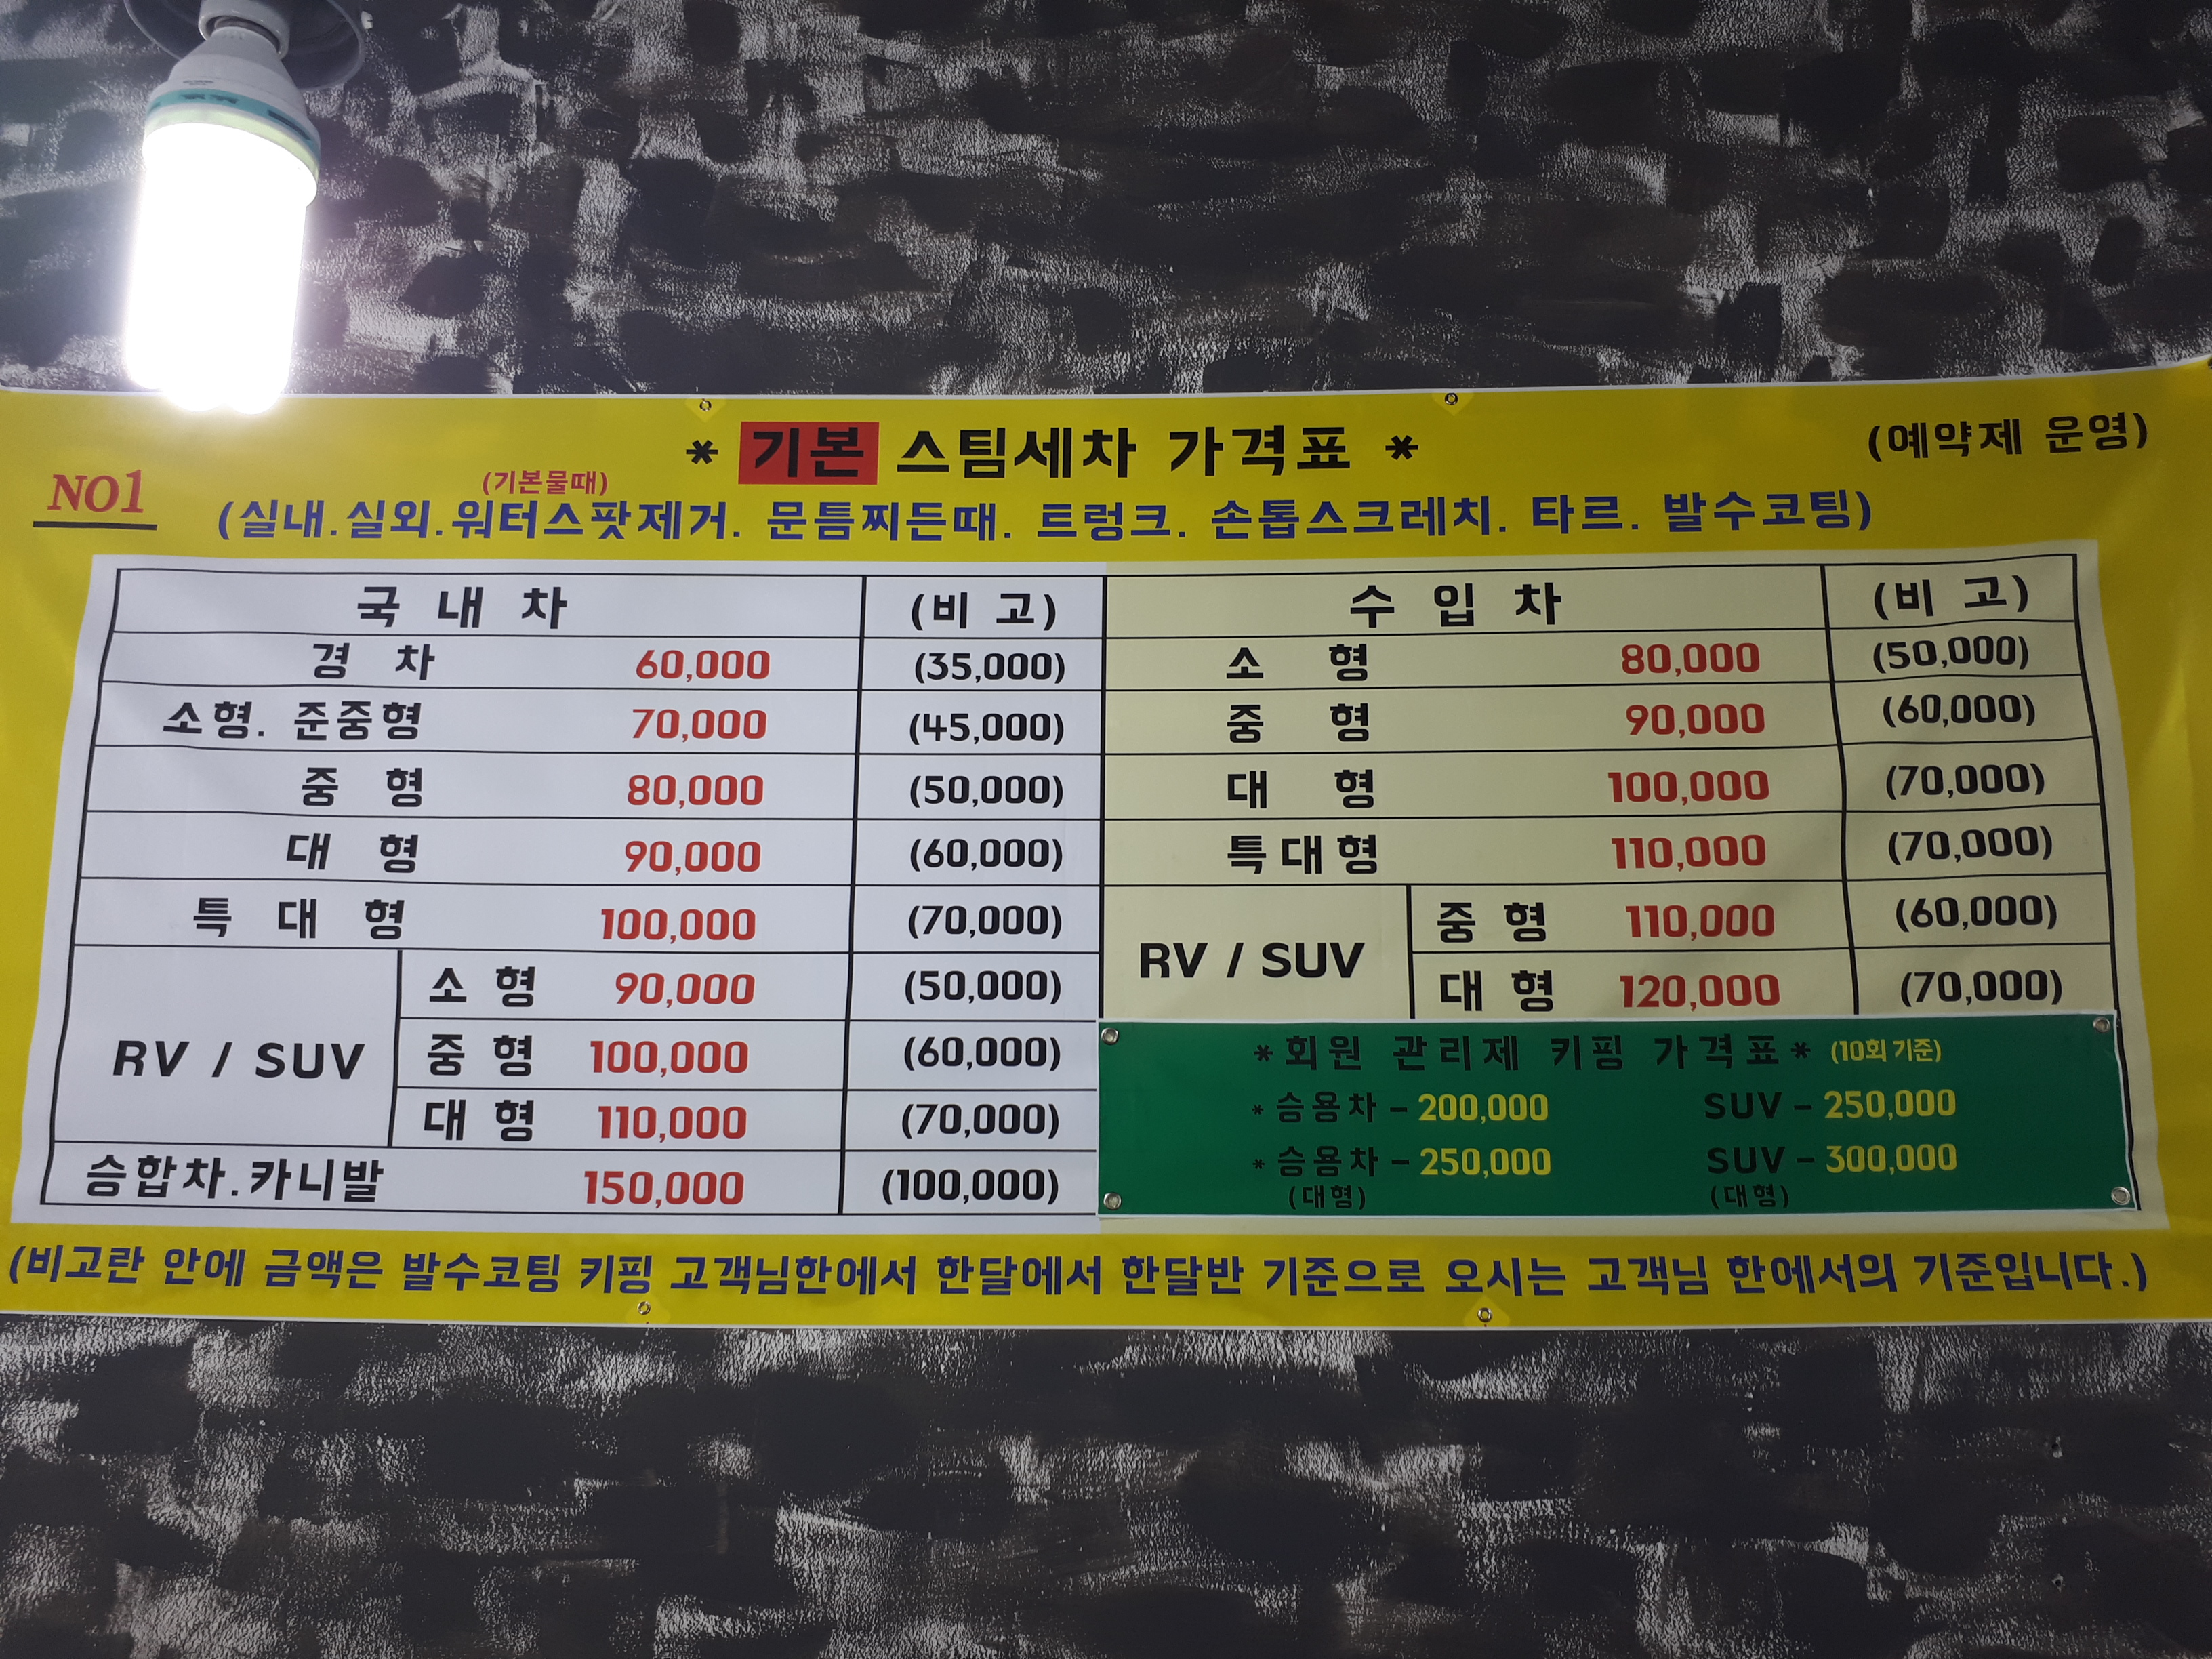 * 기본 스팀세차 가격표 *
(예약제 운영)
NO1
(기본물때)
(실내.실외.워터스팟제거. 문틈찌든때. 트렁크. 손톱스크레치. 타르. 발수코팅)
국 내 차 (비 고)
경 차 60,000 (35,000)
소형. 준중형 70,000 (45,000)
중 형 80,000 (50,000)
대 형 90,000 (60,000)
특 대 형 100,000 (70,000)
RV / SUV
소 형 90,000 (50,000)
중 형 100,000 (60,000)
대 형 110,000 (70,000)
승합차.카니발 150,000 (100,000)
수 입 차 (비 고)
소 형 80,000 (50,000)
중 형 90,000 (60,000)
대 형 100,000 (70,000)
특대형 110,000 (70,000)
RV / SUV
중 형 110,000 (60,000)
대 형 120,000 (70,000)
*회원 관리제 키핑 가격표* (10회 기준)
* 승용차 – 200,000 SUV – 250,000
* 승용차 – 250,000 SUV – 300,000
(대형) (대형)
(비고란 안에 금액은 발수코팅 키핑 고객님한에서 한달에서 한달반 기준으로 오시는 고객님 한에서의 기준입니다.)